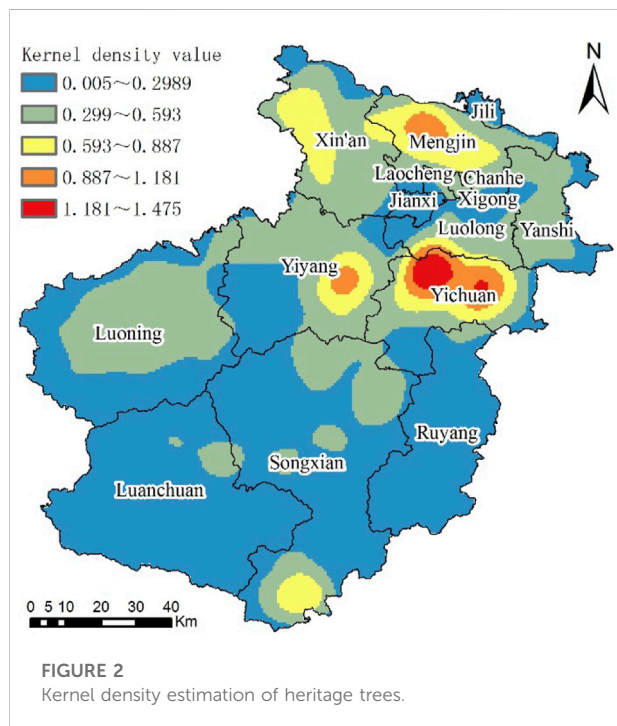 Kernel density value
0.005~0.2989
0.299~0.593
0.593~0.887
0.887~1.181
1.181~1.475
N
Jili
Xin'an
Mengjin
Laocheng
Chanhe
Jianxi
Xigong
Luolong
Yanshi
Yiyang
Yichuan
Luoning
Ruyang
Songxian
Luanchuan
0 5 10 20 30 40
Km
FIGURE 2
Kernel density estimation of heritage trees.